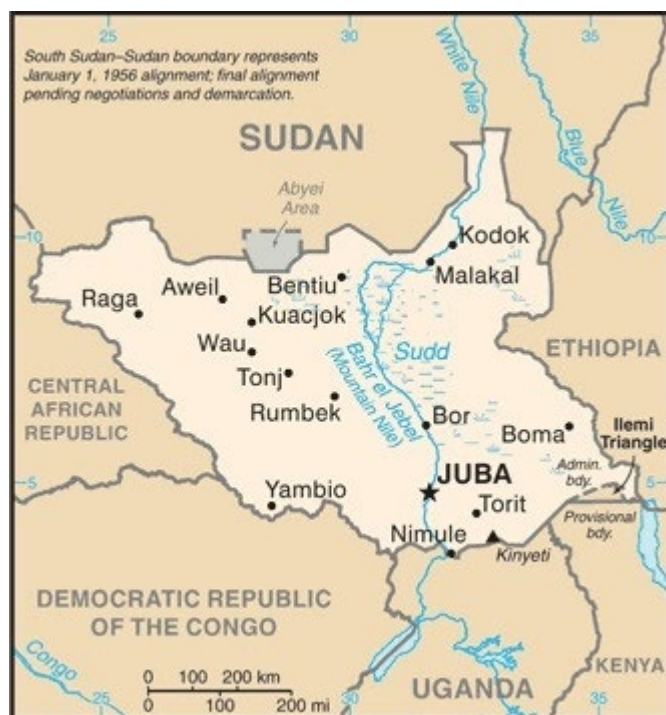 30
35
South Sudan–Sudan boundary represents
January 1, 1956 alignment; final alignment
pending negotiations and demarcation.
White Nile
SUDAN
Blue
Nile
Abyei
Area
10
10
Kodok
Malakal
Bentiu
Aweil
Raga
Kuacjok
Wau
Sudd
ETHIOPIA
Tonj
Bahr el Jebel
(Mountain Nile)
CENTRAL
AFRICAN
REPUBLIC
Rumbek
Bor
Boma
Ilemi
Triangle
Admin.
bdy.
5
5
JUBA
Yambio
Torit
Provisional
bdy.
Nimule
Kinyeti
DEMOCRATIC REPUBLIC
OF THE CONGO
Congo
0 100 200 km
0 100 200 mi
UGANDA
KENYA
25
30
35